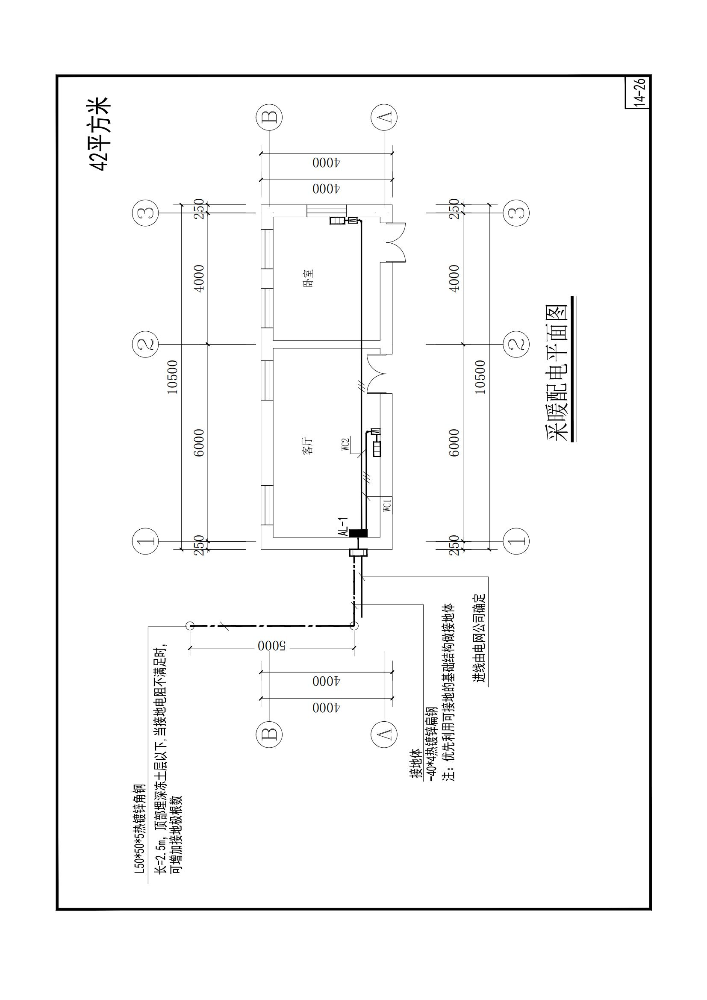 42平方米
L50*50*5热镀锌角钢
长=2.5m，顶部埋深冻土层以下,当接地电阻不满足时，
可增加接地极根数
1
2
3
10500
250
6000
4000
250
B
A
4000
4000
5000
客厅
卧室
AL-1
WC2
W
WC1
W
4000
4000
B
A
接地体
-40*4热镀锌扁钢
注：优先利用可接地的基础结构做接地体
进线由电网公司确定
250
6000
4000
250
10500
1
2
3
采暖配电平面图
14-26